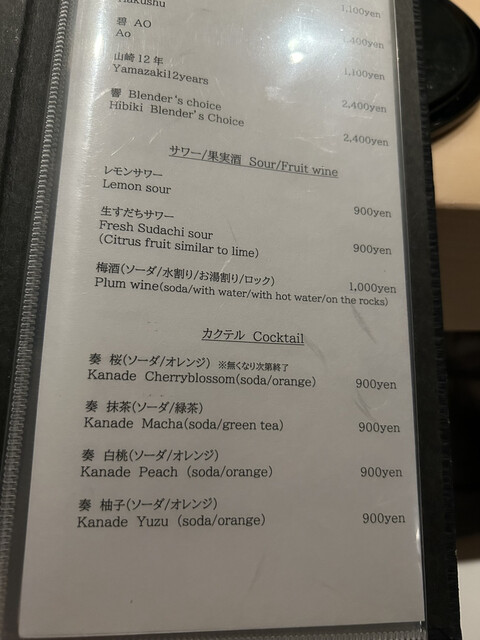 Hakushu
1,100yen
碧 AO
Ao
1,400yen
山崎12年
Yamazaki12years
1,100yen
響 Blender's choice
Hibiki Blender's Choice
2,400yen
2,400yen
サワー/果実酒 Sour/Fruit wine
レモンサワー
Lemon sour
900yen
生すだちサワー
Fresh Sudachi sour
(Citrus fruit similar to lime)
900yen
梅酒(ソーダ/水割り/お湯割り/ロック)
1,000yen
Plum wine(soda/with water/with hot water/on the rocks)
カクテル Cocktail
奏 桜(ソーダ/オレンジ) ※無くなり次第終了
Kanade Cherryblossom(soda/orange)
900yen
奏 抹茶(ソーダ/緑茶)
Kanade Macha(soda/green tea)
900yen
奏 白桃(ソーダ/オレンジ)
Kanade Peach (soda/orange)
900yen
奏 柚子(ソーダ/オレンジ)
Kanade Yuzu (soda/orange)
900yen